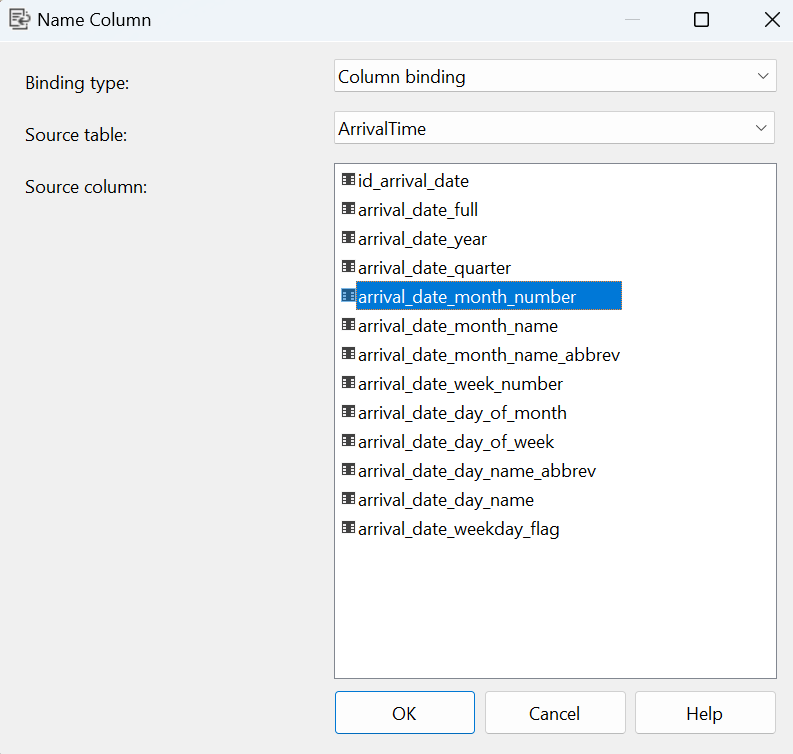 Name Column
Binding type:
Column binding
Source table:
ArrivalTime
Source column:
id_arrival_date
arrival_date_full
arrival_date_year
arrival_date_quarter
arrival_date_month_number
arrival_date_month_name
arrival_date_month_name_abbrev
arrival_date_week_number
arrival_date_day_of_month
arrival_date_day_of_week
arrival_date_day_name_abbrev
arrival_date_day_name
arrival_date_weekday_flag
OK
Cancel
Help